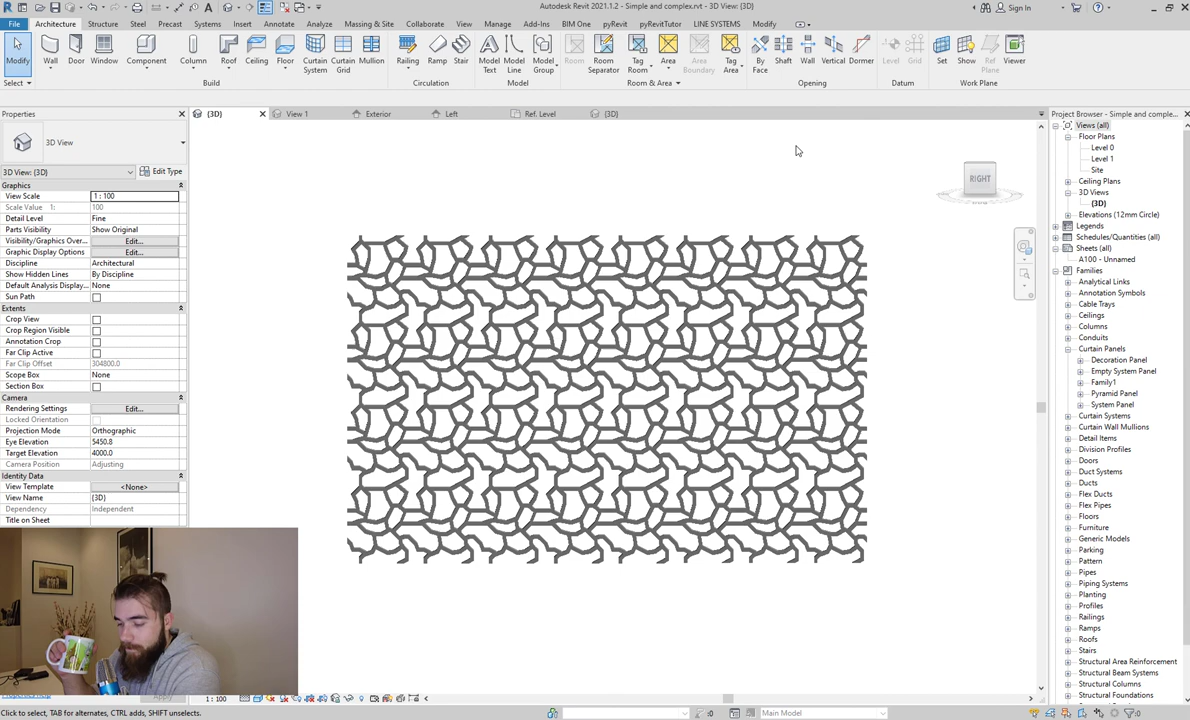 Autodesk Revit 2021.1.2 - Simple and complex.rvt - 3D View: {3D}
Sign In
File Architecture Structure Steel Precast Systems Insert Annotate Analyze Massing & Site Collaborate View Manage Add-Ins BIM One pyRevit pyRevitTutor LINE SYSTEMS Modify
Modify Wall Door Window Component Column Roof Ceiling Floor Curtain System Curtain Grid Mullion Railing Ramp Stair Model Text Model Line Model Group Room Room Separator Tag Room Area Area Boundary Tag Area By Face Shaft Wall Vertical Dormer Level Grid Set Show Ref Plane Viewer
Select Build Circulation Model Room & Area Opening Datum Work Plane
Properties
{3D} View 1 Exterior Left Ref. Level {3D}
Project Browser - Simple and comple...
3D View
3D View: {3D} Edit Type
Graphics
View Scale 1 : 100
Scale Value 1: 100
Detail Level Fine
Parts Visibility Show Original
Visibility/Graphics Over... Edit...
Graphic Display Options Edit...
Discipline Architectural
Show Hidden Lines By Discipline
Default Analysis Display... None
Sun Path
Extents
Crop View
Crop Region Visible
Annotation Crop
Far Clip Active
Far Clip Offset 304800.0
Scope Box None
Section Box
Camera
Rendering Settings Edit...
Locked Orientation
Projection Mode Orthographic
Eye Elevation 5450.8
Target Elevation 4000.0
Camera Position Adjusting
Identity Data
View Template <None>
View Name {3D}
Dependency Independent
Title on Sheet
RIGHT
Views (all)
Floor Plans
Level 0
Level 1
Site
Ceiling Plans
3D Views
{3D}
Elevations (12mm Circle)
Legends
Schedules/Quantities (all)
Sheets (all)
A100 - Unnamed
Families
Analytical Links
Annotation Symbols
Cable Trays
Ceilings
Columns
Conduits
Curtain Panels
Decoration Panel
Empty System Panel
Family1
Pyramid Panel
System Panel
Curtain Systems
Curtain Wall Mullions
Detail Items
Division Profiles
Doors
Duct Systems
Ducts
Flex Ducts
Flex Pipes
Floors
Furniture
Generic Models
Parking
Pattern
Pipes
Piping Systems
Planting
Profiles
Railings
Ramps
Roofs
Stairs
Structural Area Reinforcement
Structural Columns
Structural Foundations
Properties help Apply
1 : 100
Click to select, TAB for alternates, CTRL adds, SHIFT unselects. :0 Main Model :0